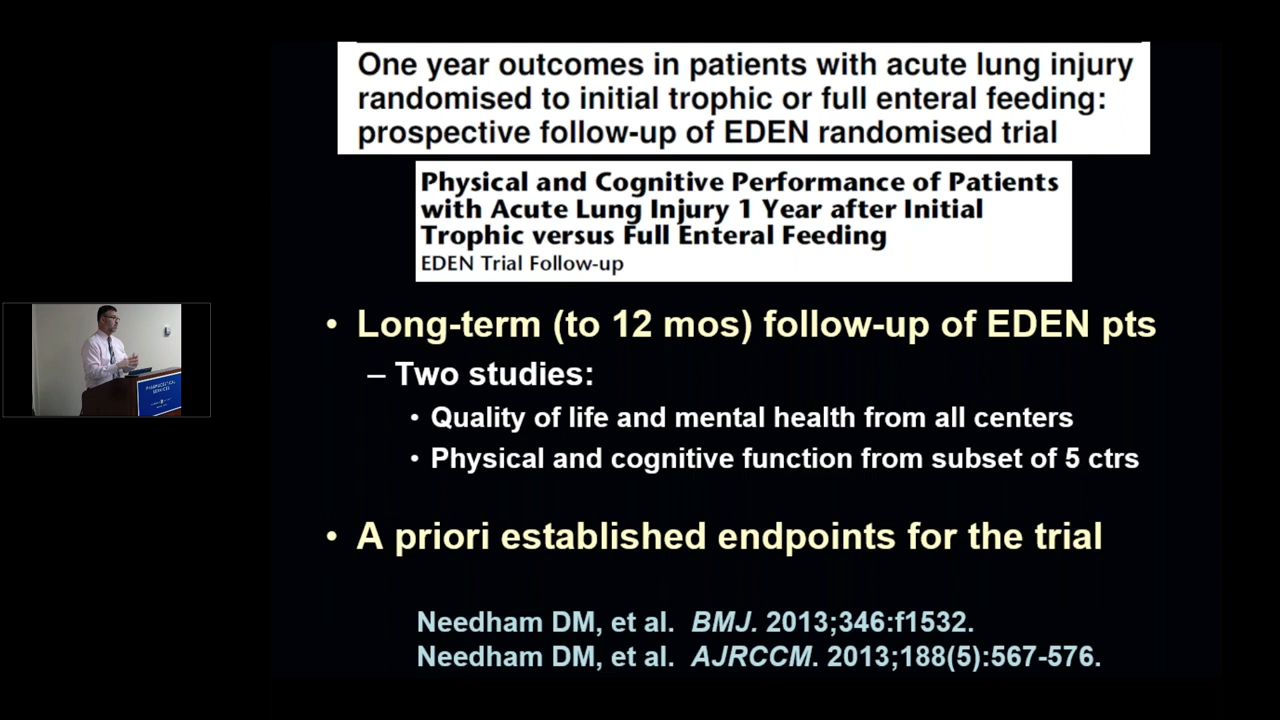 One year outcomes in patients with acute lung injury
randomised to initial trophic or full enteral feeding:
prospective follow-up of EDEN randomised trial
Physical and Cognitive Performance of Patients
with Acute Lung Injury 1 Year after Initial
Trophic versus Full Enteral Feeding
EDEN Trial Follow-up
• Long-term (to 12 mos) follow-up of EDEN pts
– Two studies:
• Quality of life and mental health from all centers
• Physical and cognitive function from subset of 5 ctrs
• A priori established endpoints for the trial
Needham DM, et al. BMJ. 2013;346:f1532.
Needham DM, et al. AJRCCM. 2013;188(5):567-576.
PHARMACEUTICAL
SERVICES